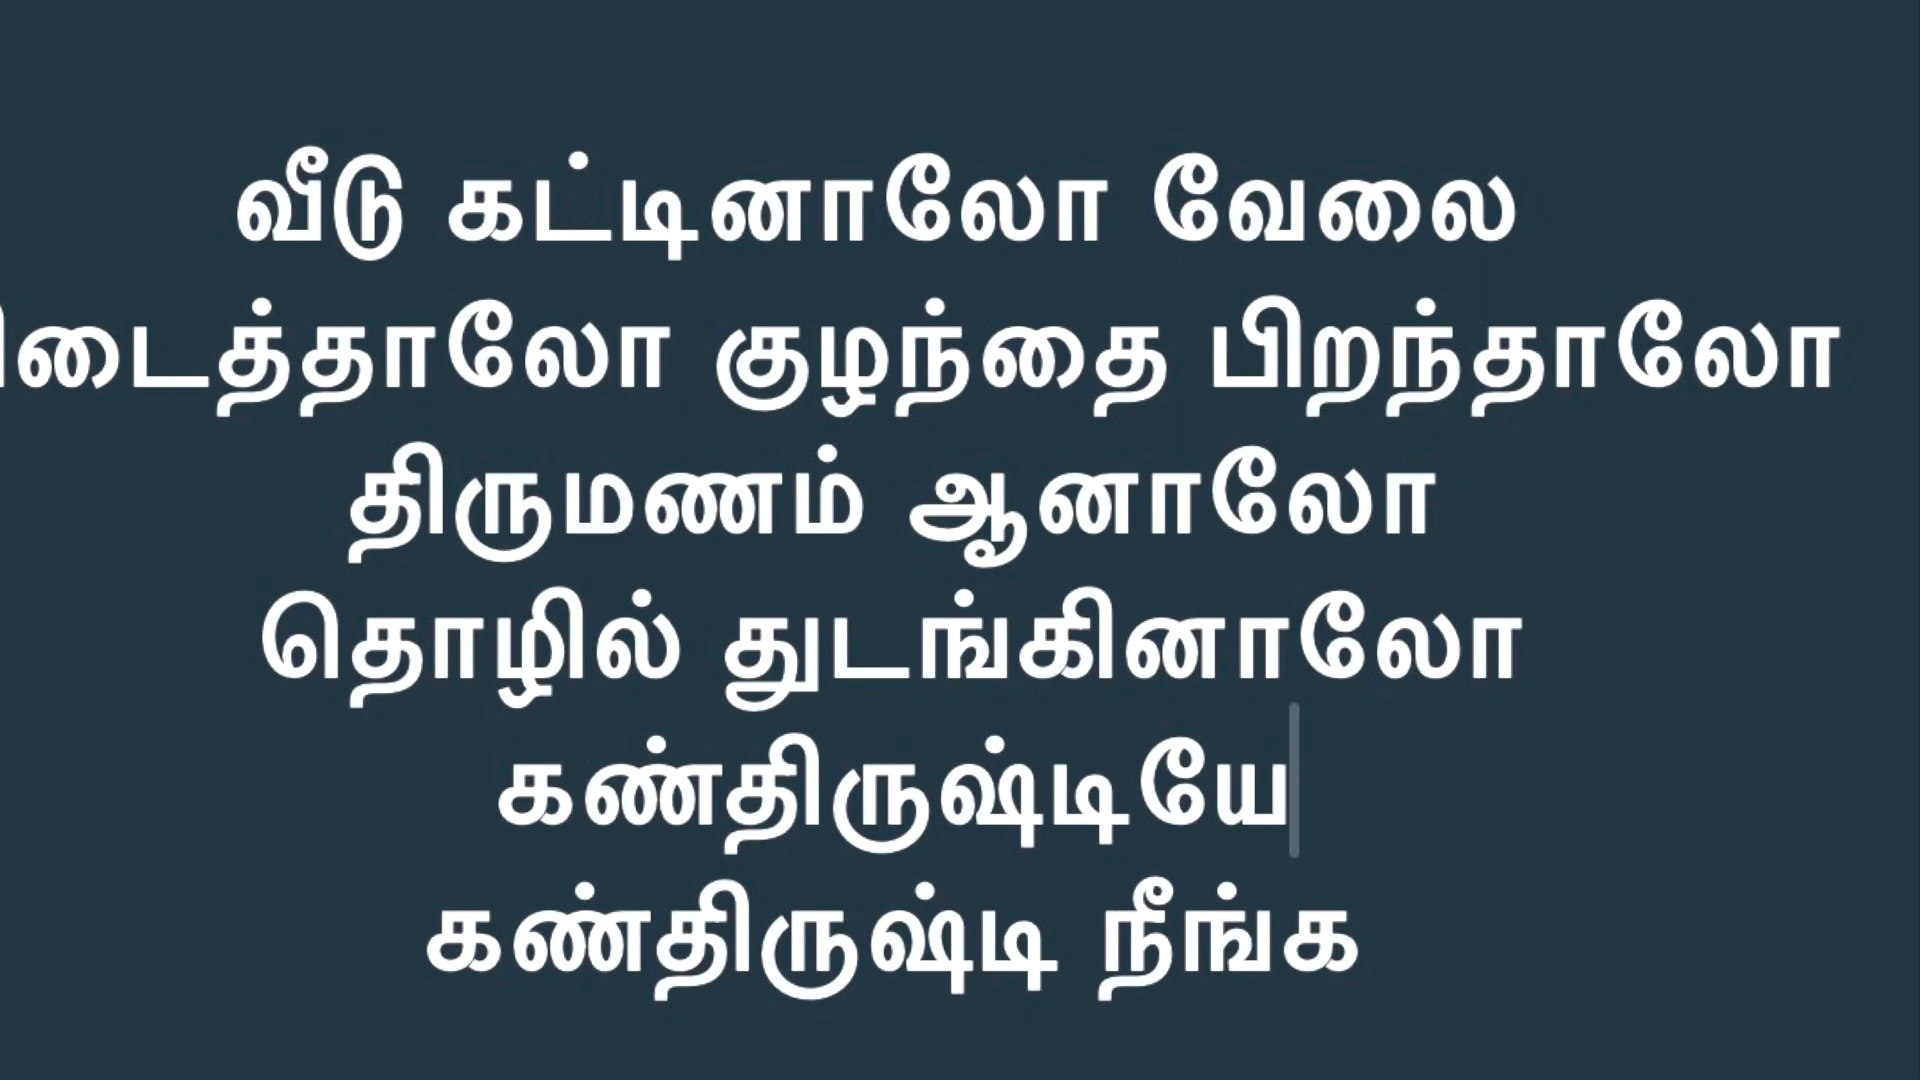 வீடு கட்டினாலோ வேலை
டைத்தாலோ குழந்தை பிறந்தாலோ
திருமணம் ஆனாலோ
தொழில் துடங்கினாலோ
கண்திருஷ்டியே
கண்திருஷ்டி நீங்க